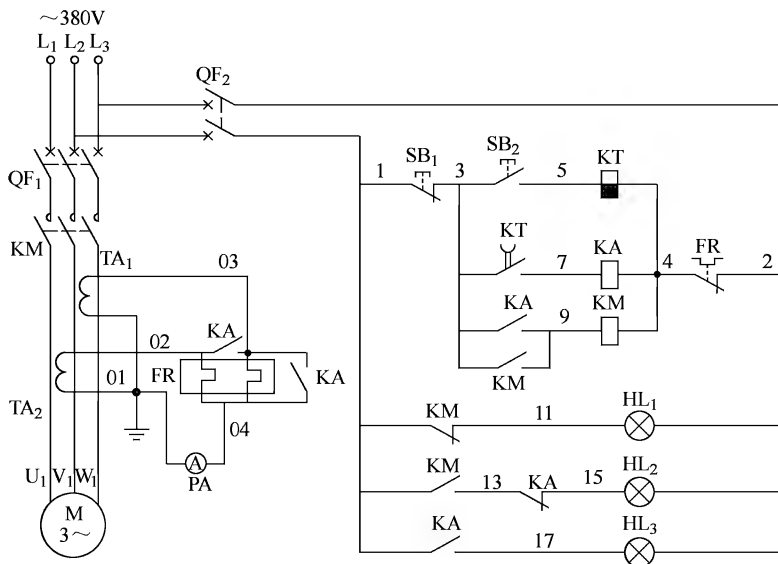 ～380V
L₁ L₂ L₃
QF₂
1 SB₁ 3 SB₂ 5 KT
QF₁
KT 7 KA 4 FR 2
KM TA₁ 03
KA 9 KM
KM
02 KA
01 FR KA
TA₂
04
A
PA
U₁ V₁ W₁
M
3～
KM 11 HL₁
KM 13 KA 15 HL₂
KA 17 HL₃